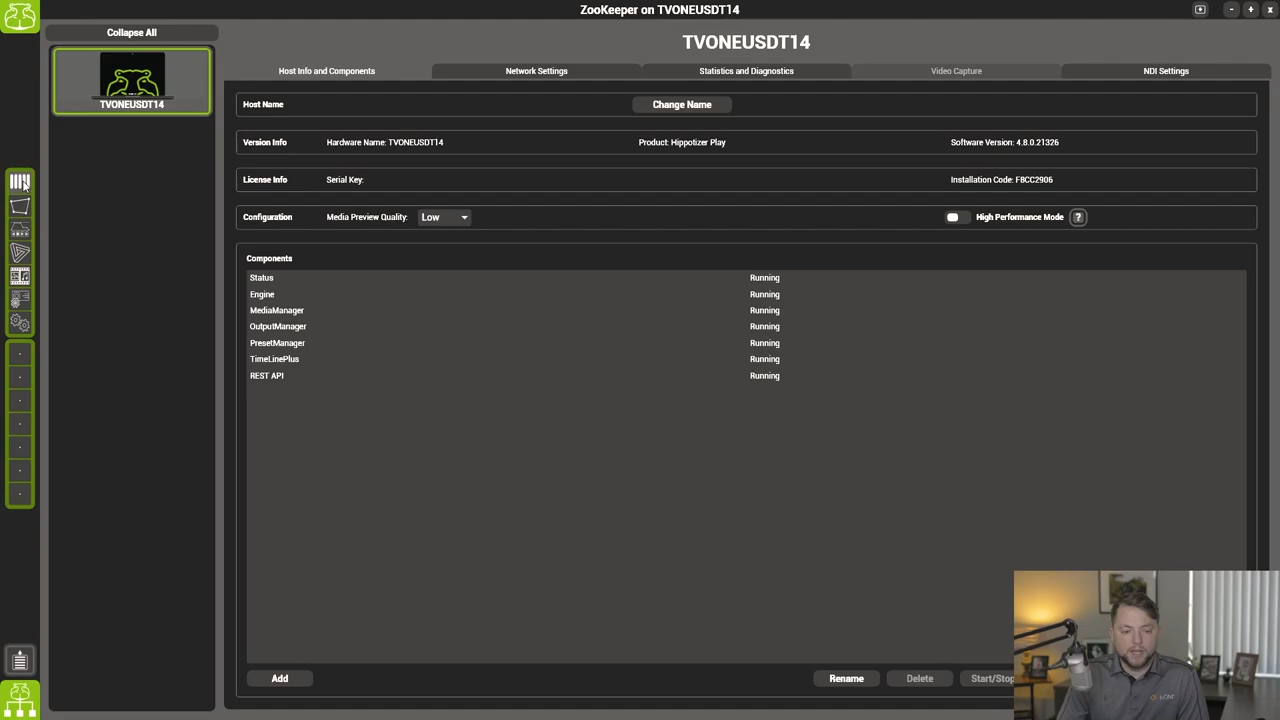 ZooKeeper on TVONEUSDT14
Collapse All
TVONEUSDT14
TVONEUSDT14
Host Info and Components
Network Settings
Statistics and Diagnostics
Video Capture
NDI Settings
Host Name
Change Name
Version Info
Hardware Name: TVONEUSDT14
Product: Hippotizer Play
Software Version: 4.8.0.21326
License Info
Serial Key:
Installation Code: F8CC2906
Configuration
Media Preview Quality:
Low
High Performance Mode
?
Components
Status Running
Engine Running
MediaManager Running
OutputManager Running
PresetManager Running
TimeLinePlus Running
REST API Running
Add
Rename
Delete
Start/Stop